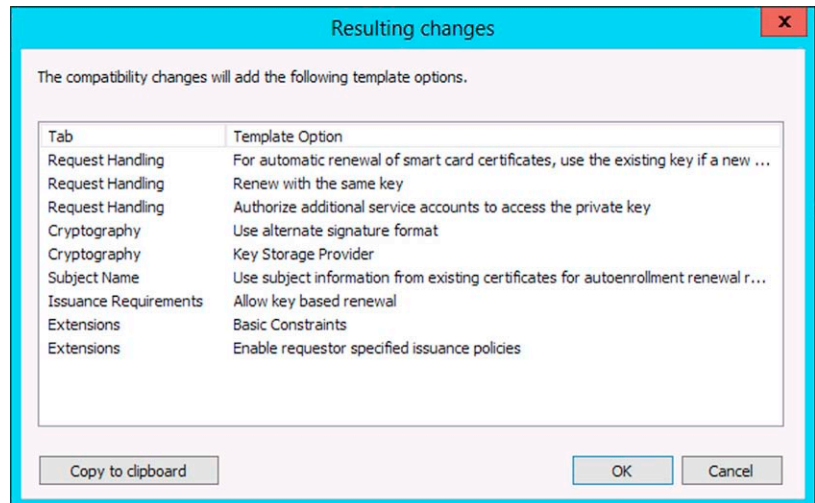 Resulting changes
x
The compatibility changes will add the following template options.
Tab Template Option
Request Handling For automatic renewal of smart card certificates, use the existing key if a new ...
Request Handling Renew with the same key
Request Handling Authorize additional service accounts to access the private key
Cryptography Use alternate signature format
Cryptography Key Storage Provider
Subject Name Use subject information from existing certificates for autoenrollment renewal r...
Issuance Requirements Allow key based renewal
Extensions Basic Constraints
Extensions Enable requestor specified issuance policies
Copy to clipboard OK Cancel